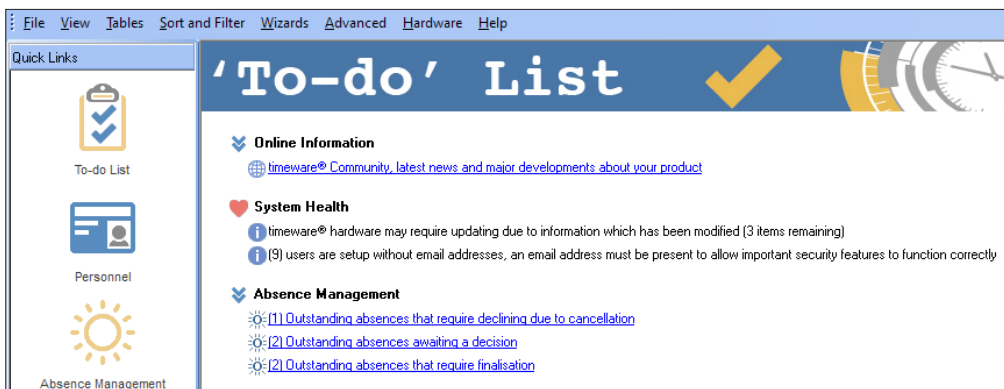 File View Tables Sort and Filter Wizards Advanced Hardware Help
Quick Links
To-do List
Personnel
Absence Management
'To-do' List
Online Information
timeware® Community, latest news and major developments about your product
System Health
timeware® hardware may require updating due to information which has been modified (3 items remaining)
(9) users are setup without email addresses, an email address must be present to allow important security features to function correctly
Absence Management
(1) Outstanding absences that require declining due to cancellation
(2) Outstanding absences awaiting a decision
(2) Outstanding absences that require finalisation